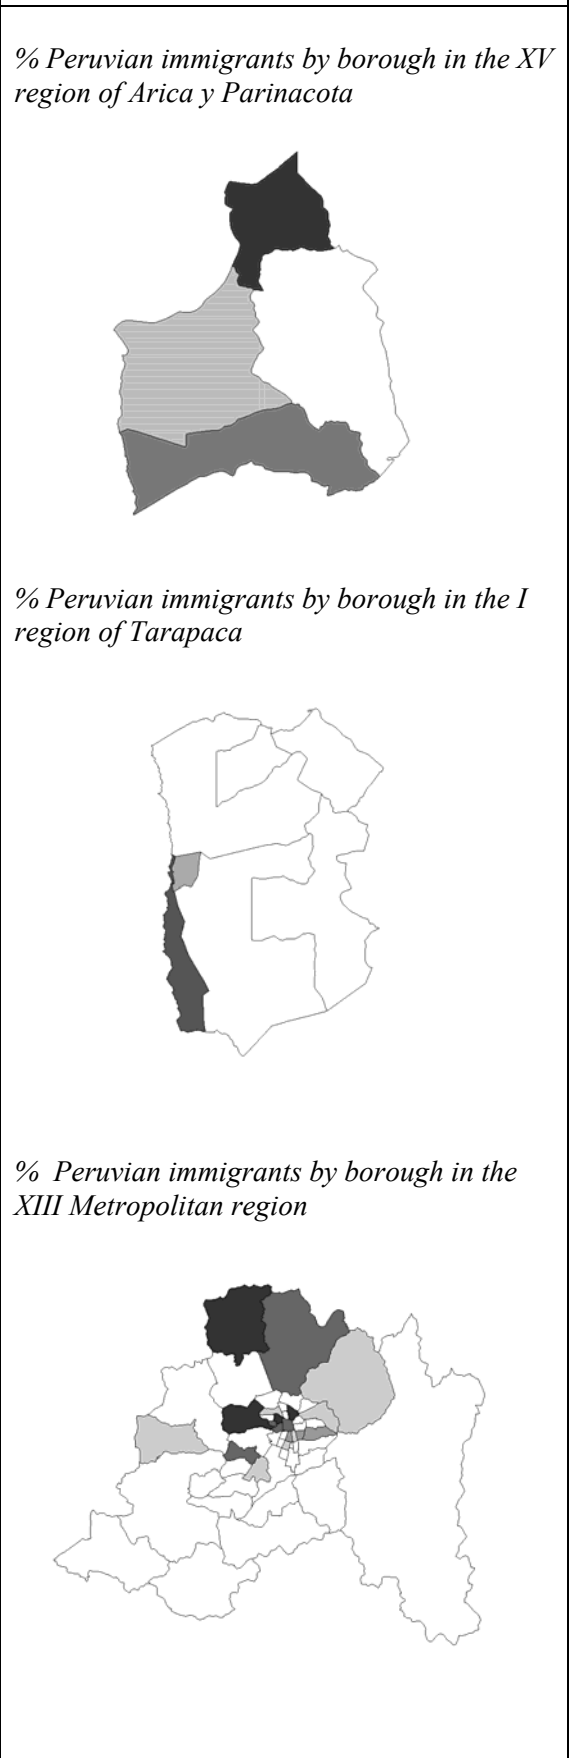 % Peruvian immigrants by borough in the XV
region of Arica y Parinacota
% Peruvian immigrants by borough in the I
region of Tarapaca
% Peruvian immigrants by borough in the
XIII Metropolitan region